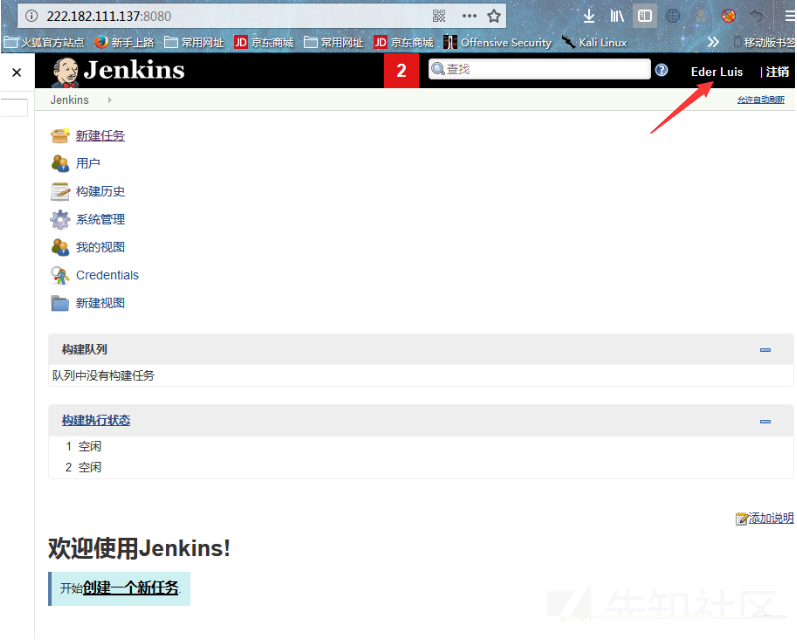 222.182.111.137:8080
火狐官方站点 新手上路 常用网址 JD 京东商城 常用网址 JD 京东商城 Offensive Security Kali Linux 移动版书签
Jenkins 2 查找 ? Eder Luis | 注销
Jenkins 允许自动刷新
新建任务
用户
构建历史
系统管理
我的视图
Credentials
新建视图
构建队列
队列中没有构建任务
构建执行状态
1 空闲
2 空闲
添加说明
欢迎使用Jenkins!
开始创建一个新任务.
先知社区